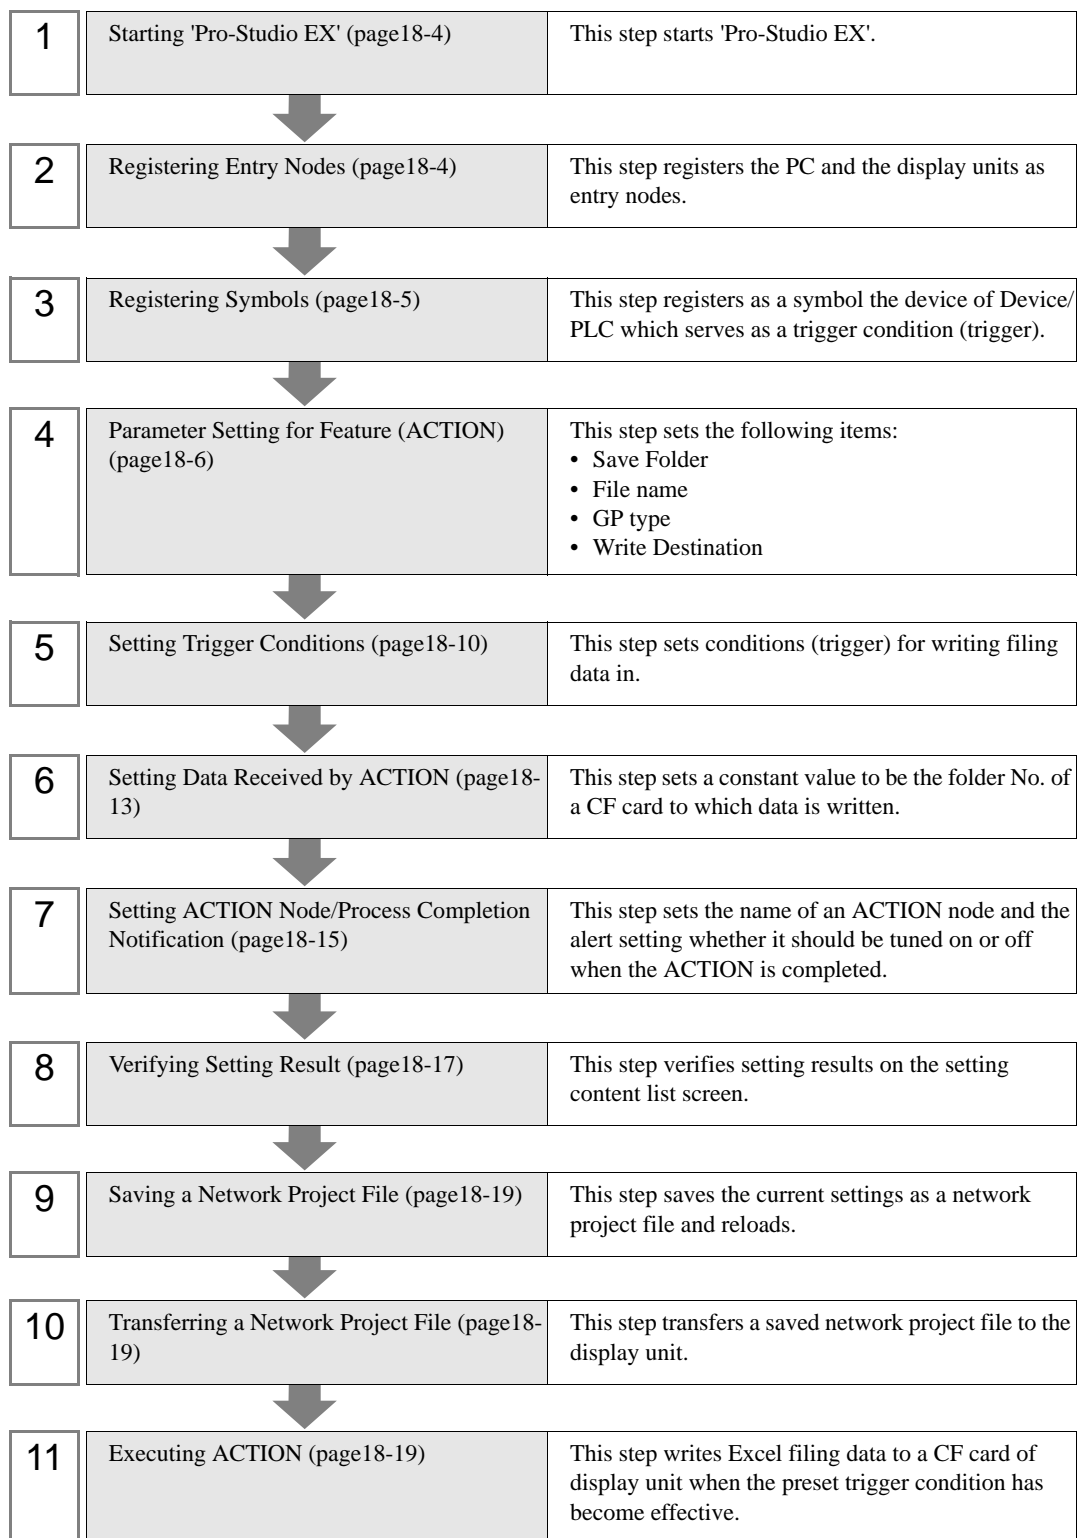 1
Starting 'Pro-Studio EX' (page18-4)
This step starts 'Pro-Studio EX'.
2
Registering Entry Nodes (page18-4)
This step registers the PC and the display units as
entry nodes.
3
Registering Symbols (page18-5)
This step registers as a symbol the device of Device/
PLC which serves as a trigger condition (trigger).
4
Parameter Setting for Feature (ACTION)
(page18-6)
This step sets the following items:
• Save Folder
• File name
• GP type
• Write Destination
5
Setting Trigger Conditions (page18-10)
This step sets conditions (trigger) for writing filing
data in.
6
Setting Data Received by ACTION (page18-
13)
This step sets a constant value to be the folder No. of
a CF card to which data is written.
7
Setting ACTION Node/Process Completion
Notification (page18-15)
This step sets the name of an ACTION node and the
alert setting whether it should be tuned on or off
when the ACTION is completed.
8
Verifying Setting Result (page18-17)
This step verifies setting results on the setting
content list screen.
9
Saving a Network Project File (page18-19)
This step saves the current settings as a network
project file and reloads.
10
Transferring a Network Project File (page18-
19)
This step transfers a saved network project file to the
display unit.
11
Executing ACTION (page18-19)
This step writes Excel filing data to a CF card of
display unit when the preset trigger condition has
become effective.